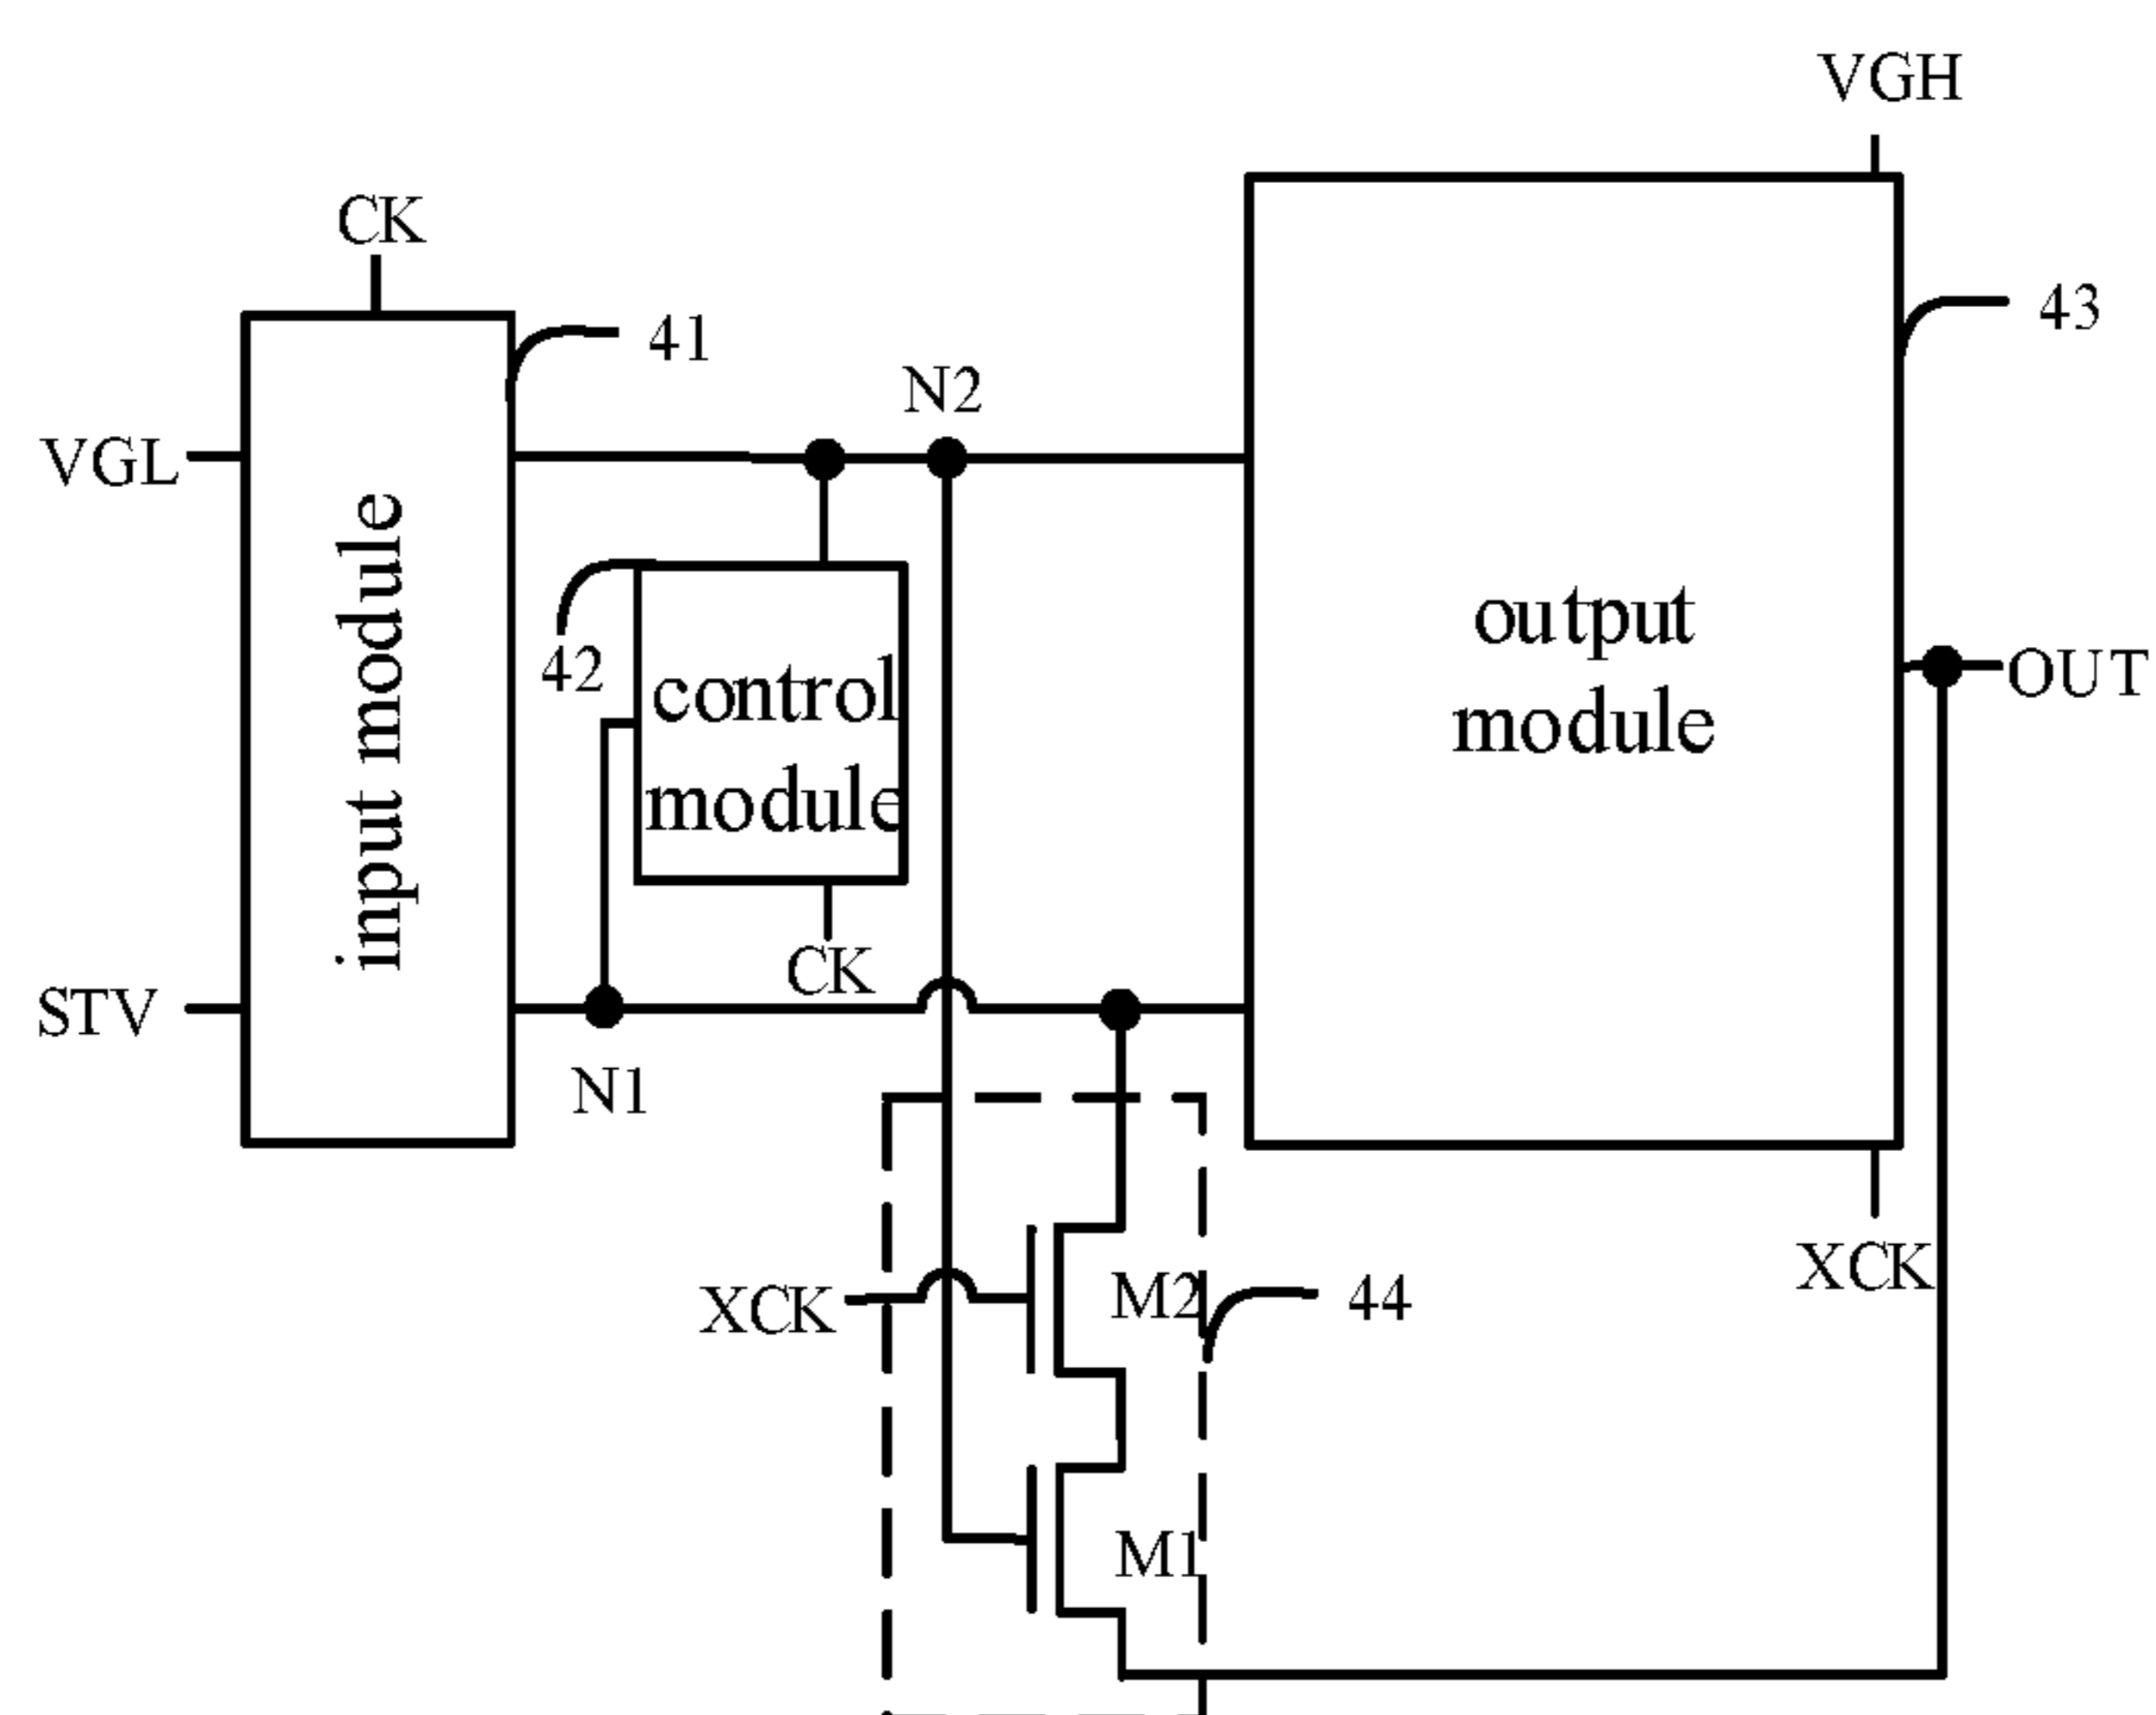 VGH
CK
41
43
N2
VGL
input module
output
module
42
control
module
OUT
CK
STV
N1
XCK
XCK
M2
44
M1